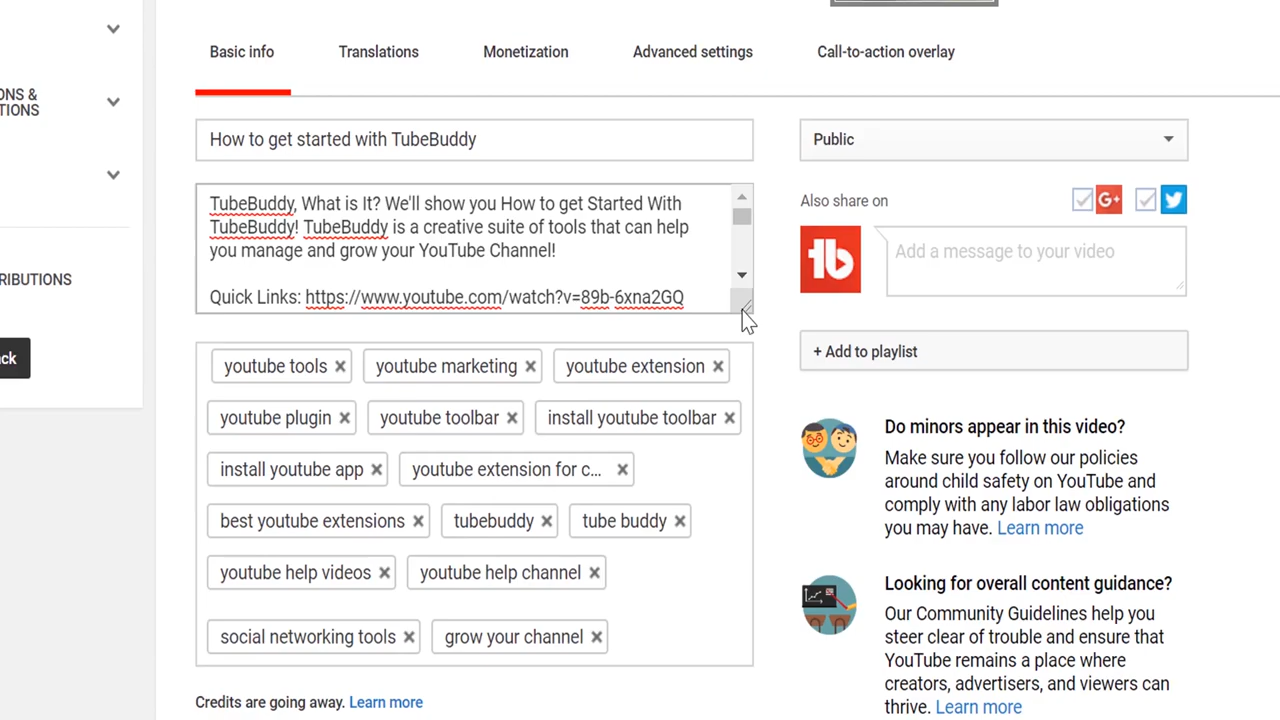 Basic info
Translations
Monetization
Advanced settings
Call-to-action overlay
ONS &
TIONS
RIBUTIONS
ck
How to get started with TubeBuddy
TubeBuddy, What is It? We'll show you How to get Started With
TubeBuddy! TubeBuddy is a creative suite of tools that can help
you manage and grow your YouTube Channel!
Quick Links: https://www.youtube.com/watch?v=89b-6xna2GQ
youtube tools
youtube marketing
youtube extension
youtube plugin
youtube toolbar
install youtube toolbar
install youtube app
youtube extension for c...
best youtube extensions
tubebuddy
tube buddy
youtube help videos
youtube help channel
social networking tools
grow your channel
Credits are going away. Learn more
Public
Also share on
G+
tb
Add a message to your video
+ Add to playlist
Do minors appear in this video?
Make sure you follow our policies
around child safety on YouTube and
comply with any labor law obligations
you may have. Learn more
Looking for overall content guidance?
Our Community Guidelines help you
steer clear of trouble and ensure that
YouTube remains a place where
creators, advertisers, and viewers can
thrive. Learn more